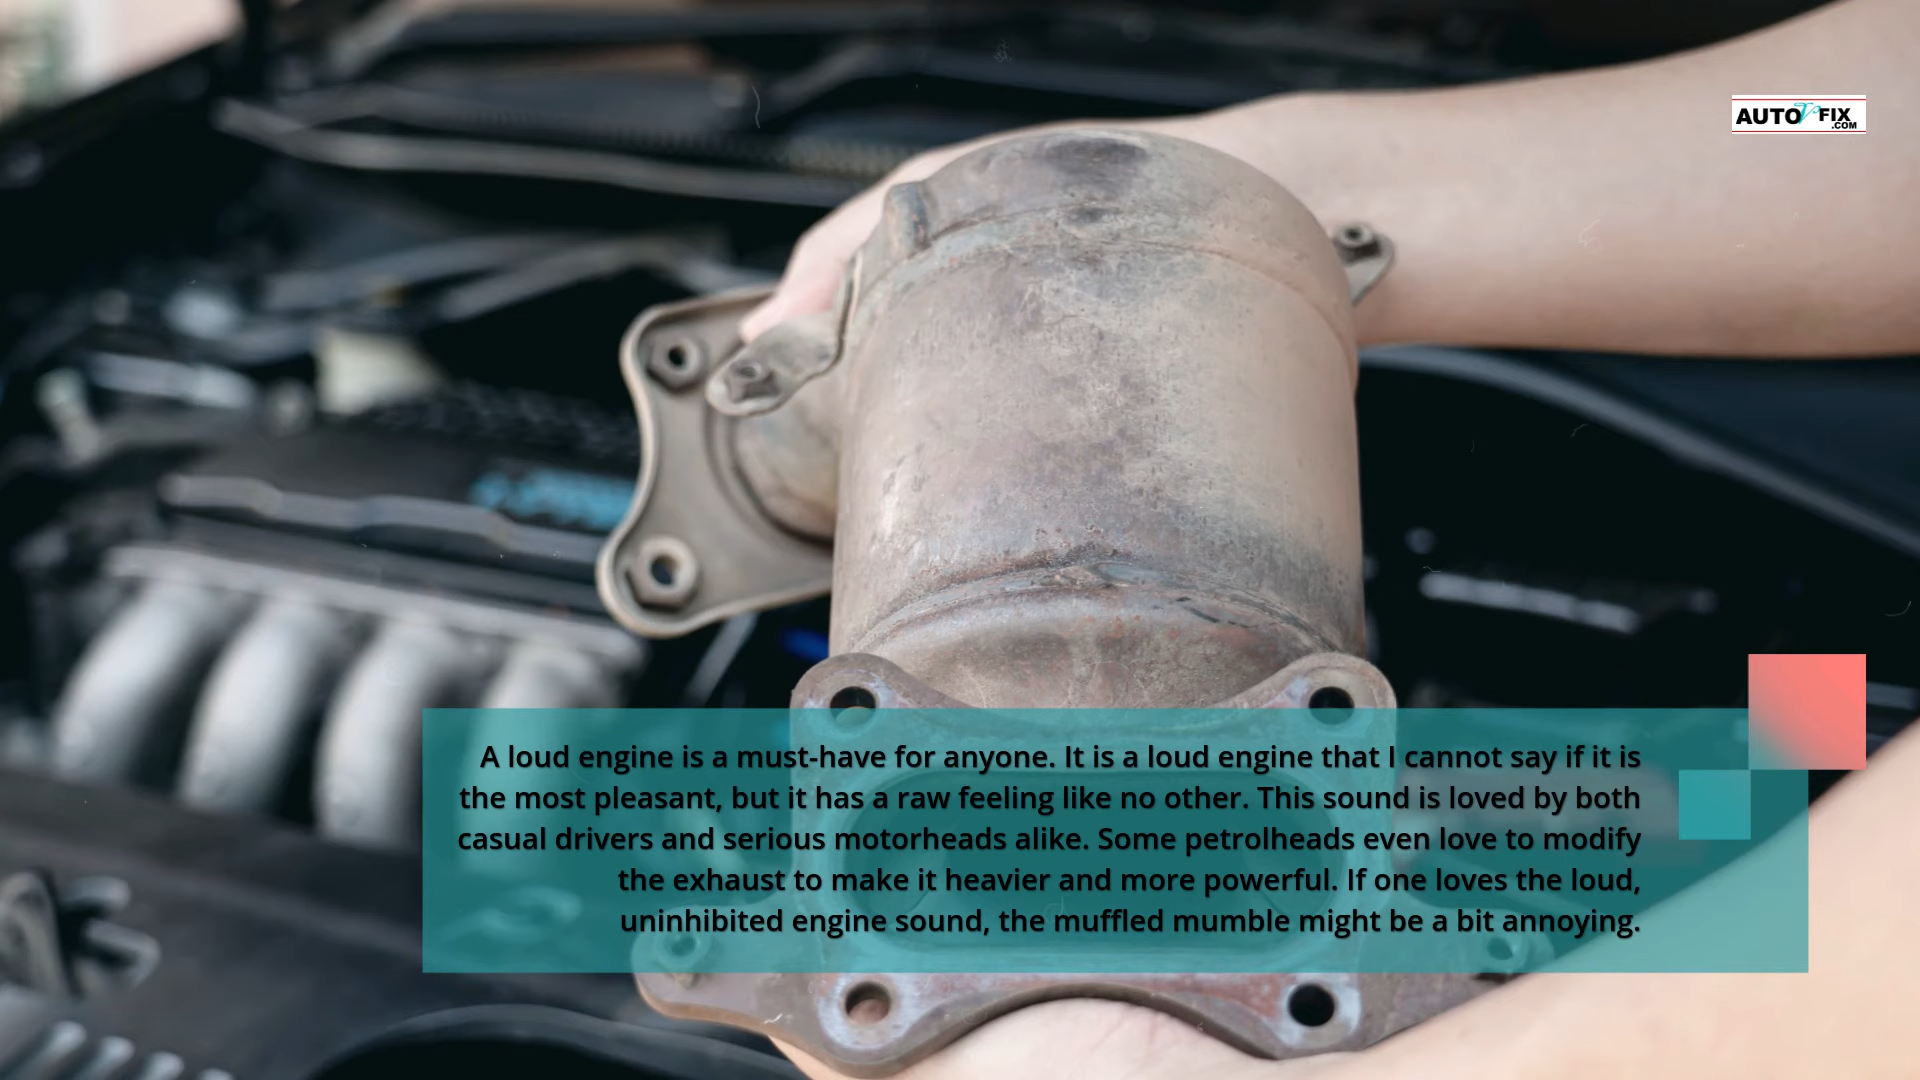 AUTO FIX
.COM
A loud engine is a must-have for anyone. It is a loud engine that I cannot say if it is
the most pleasant, but it has a raw feeling like no other. This sound is loved by both
casual drivers and serious motorheads alike. Some petrolheads even love to modify
the exhaust to make it heavier and more powerful. If one loves the loud,
uninhibited engine sound, the muffled mumble might be a bit annoying.